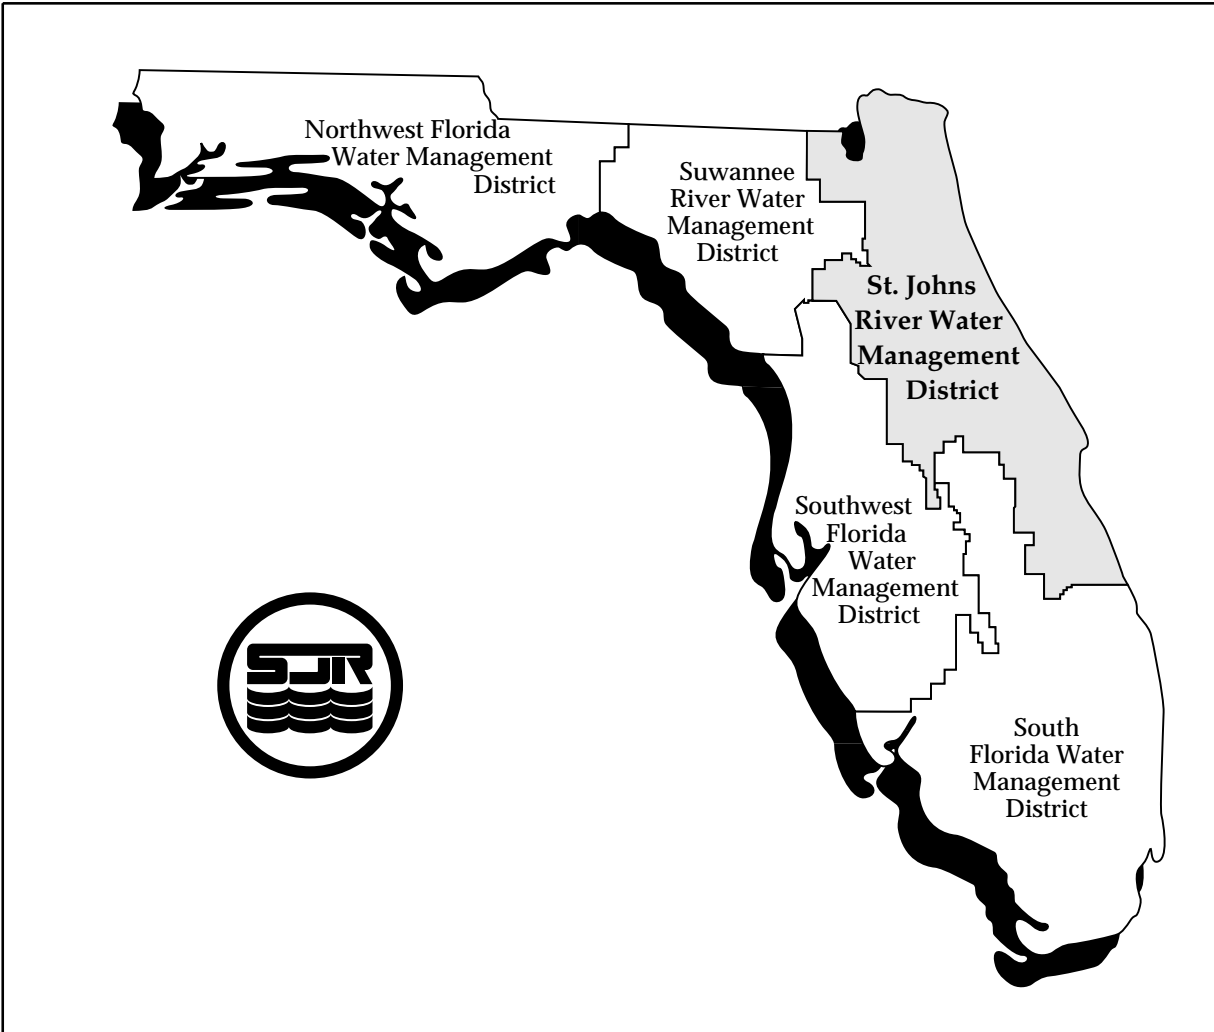 Northwest Florida
Water Management
District
Suwannee
River Water
Management
District
St. Johns
River Water
Management
District
Southwest
Florida
Water
Management
District
South
Florida Water
Management
District
SJR